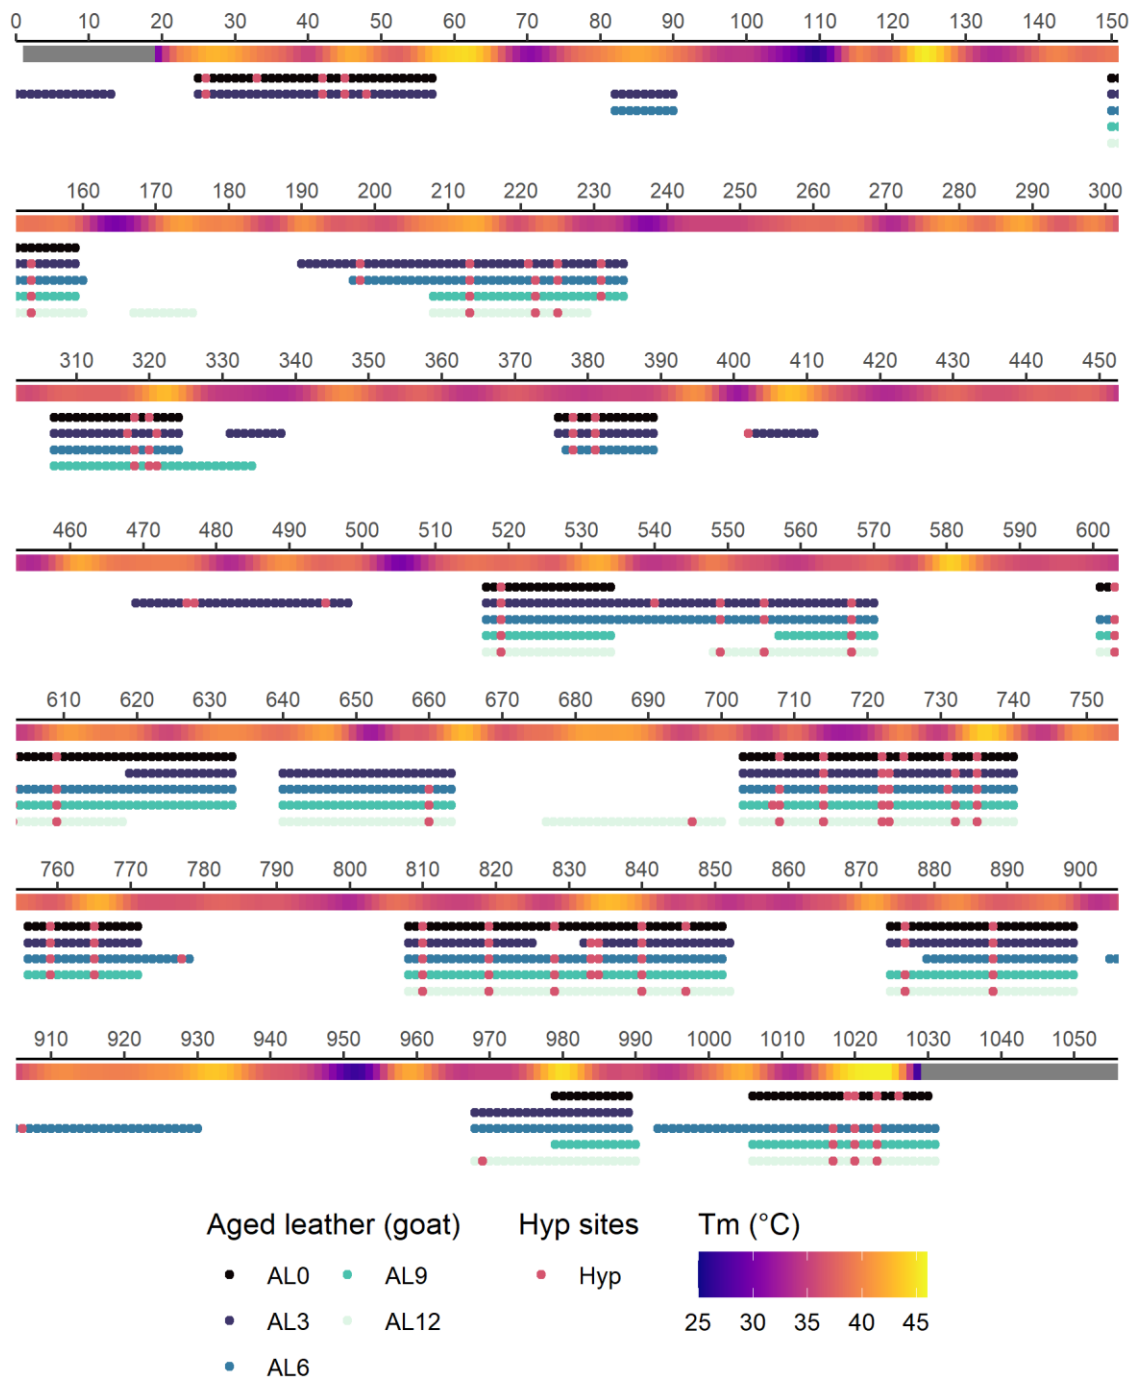 0 10 20 30 40 50 60 70 80 90 100 110 120 130 140 150
160 170 180 190 200 210 220 230 240 250 260 270 280 290 300
310 320 330 340 350 360 370 380 390 400 410 420 430 440 450
460 470 480 490 500 510 520 530 540 550 560 570 580 590 600
610 620 630 640 650 660 670 680 690 700 710 720 730 740 750
760 770 780 790 800 810 820 830 840 850 860 870 880 890 900
910 920 930 940 950 960 970 980 990 1000 1010 1020 1030 1040 1050
Aged leather (goat) Hyp sites Tm (°C)
AL0 AL9 Hyp
AL3 AL12 25 30 35 40 45
AL6